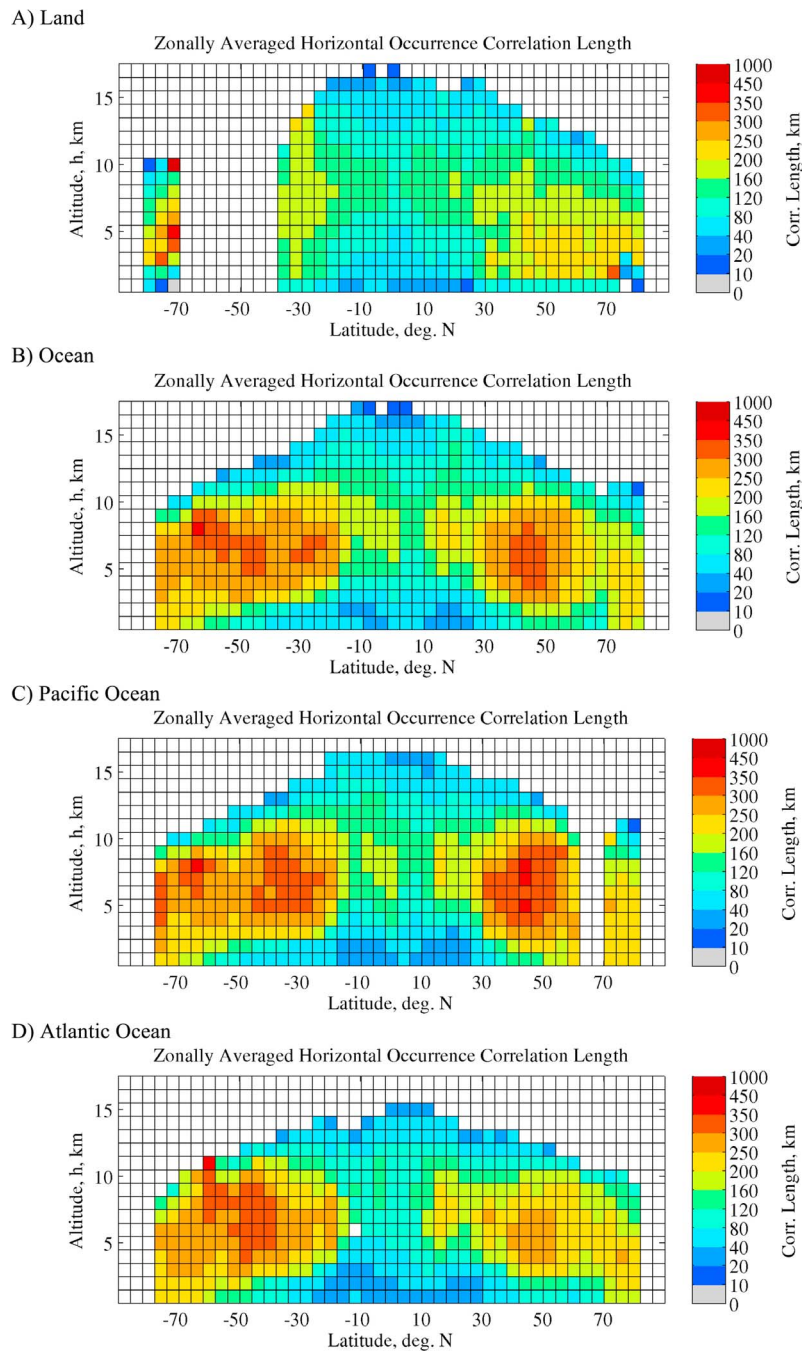 A) Land
Zonally Averaged Horizontal Occurrence Correlation Length
Altitude, h, km
15
10
5
-70 -50 -30 -10 10 30 50 70
Latitude, deg. N
1000
450
350
300
250
200
160
120
80
40
20
10
0
Corr. Length, km
B) Ocean
Zonally Averaged Horizontal Occurrence Correlation Length
Altitude, h, km
15
10
5
-70 -50 -30 -10 10 30 50 70
Latitude, deg. N
1000
450
350
300
250
200
160
120
80
40
20
10
0
Corr. Length, km
C) Pacific Ocean
Zonally Averaged Horizontal Occurrence Correlation Length
Altitude, h, km
15
10
5
-70 -50 -30 -10 10 30 50 70
Latitude, deg. N
1000
450
350
300
250
200
160
120
80
40
20
10
0
Corr. Length, km
D) Atlantic Ocean
Zonally Averaged Horizontal Occurrence Correlation Length
Altitude, h, km
15
10
5
-70 -50 -30 -10 10 30 50 70
Latitude, deg. N
1000
450
350
300
250
200
160
120
80
40
20
10
0
Corr. Length, km